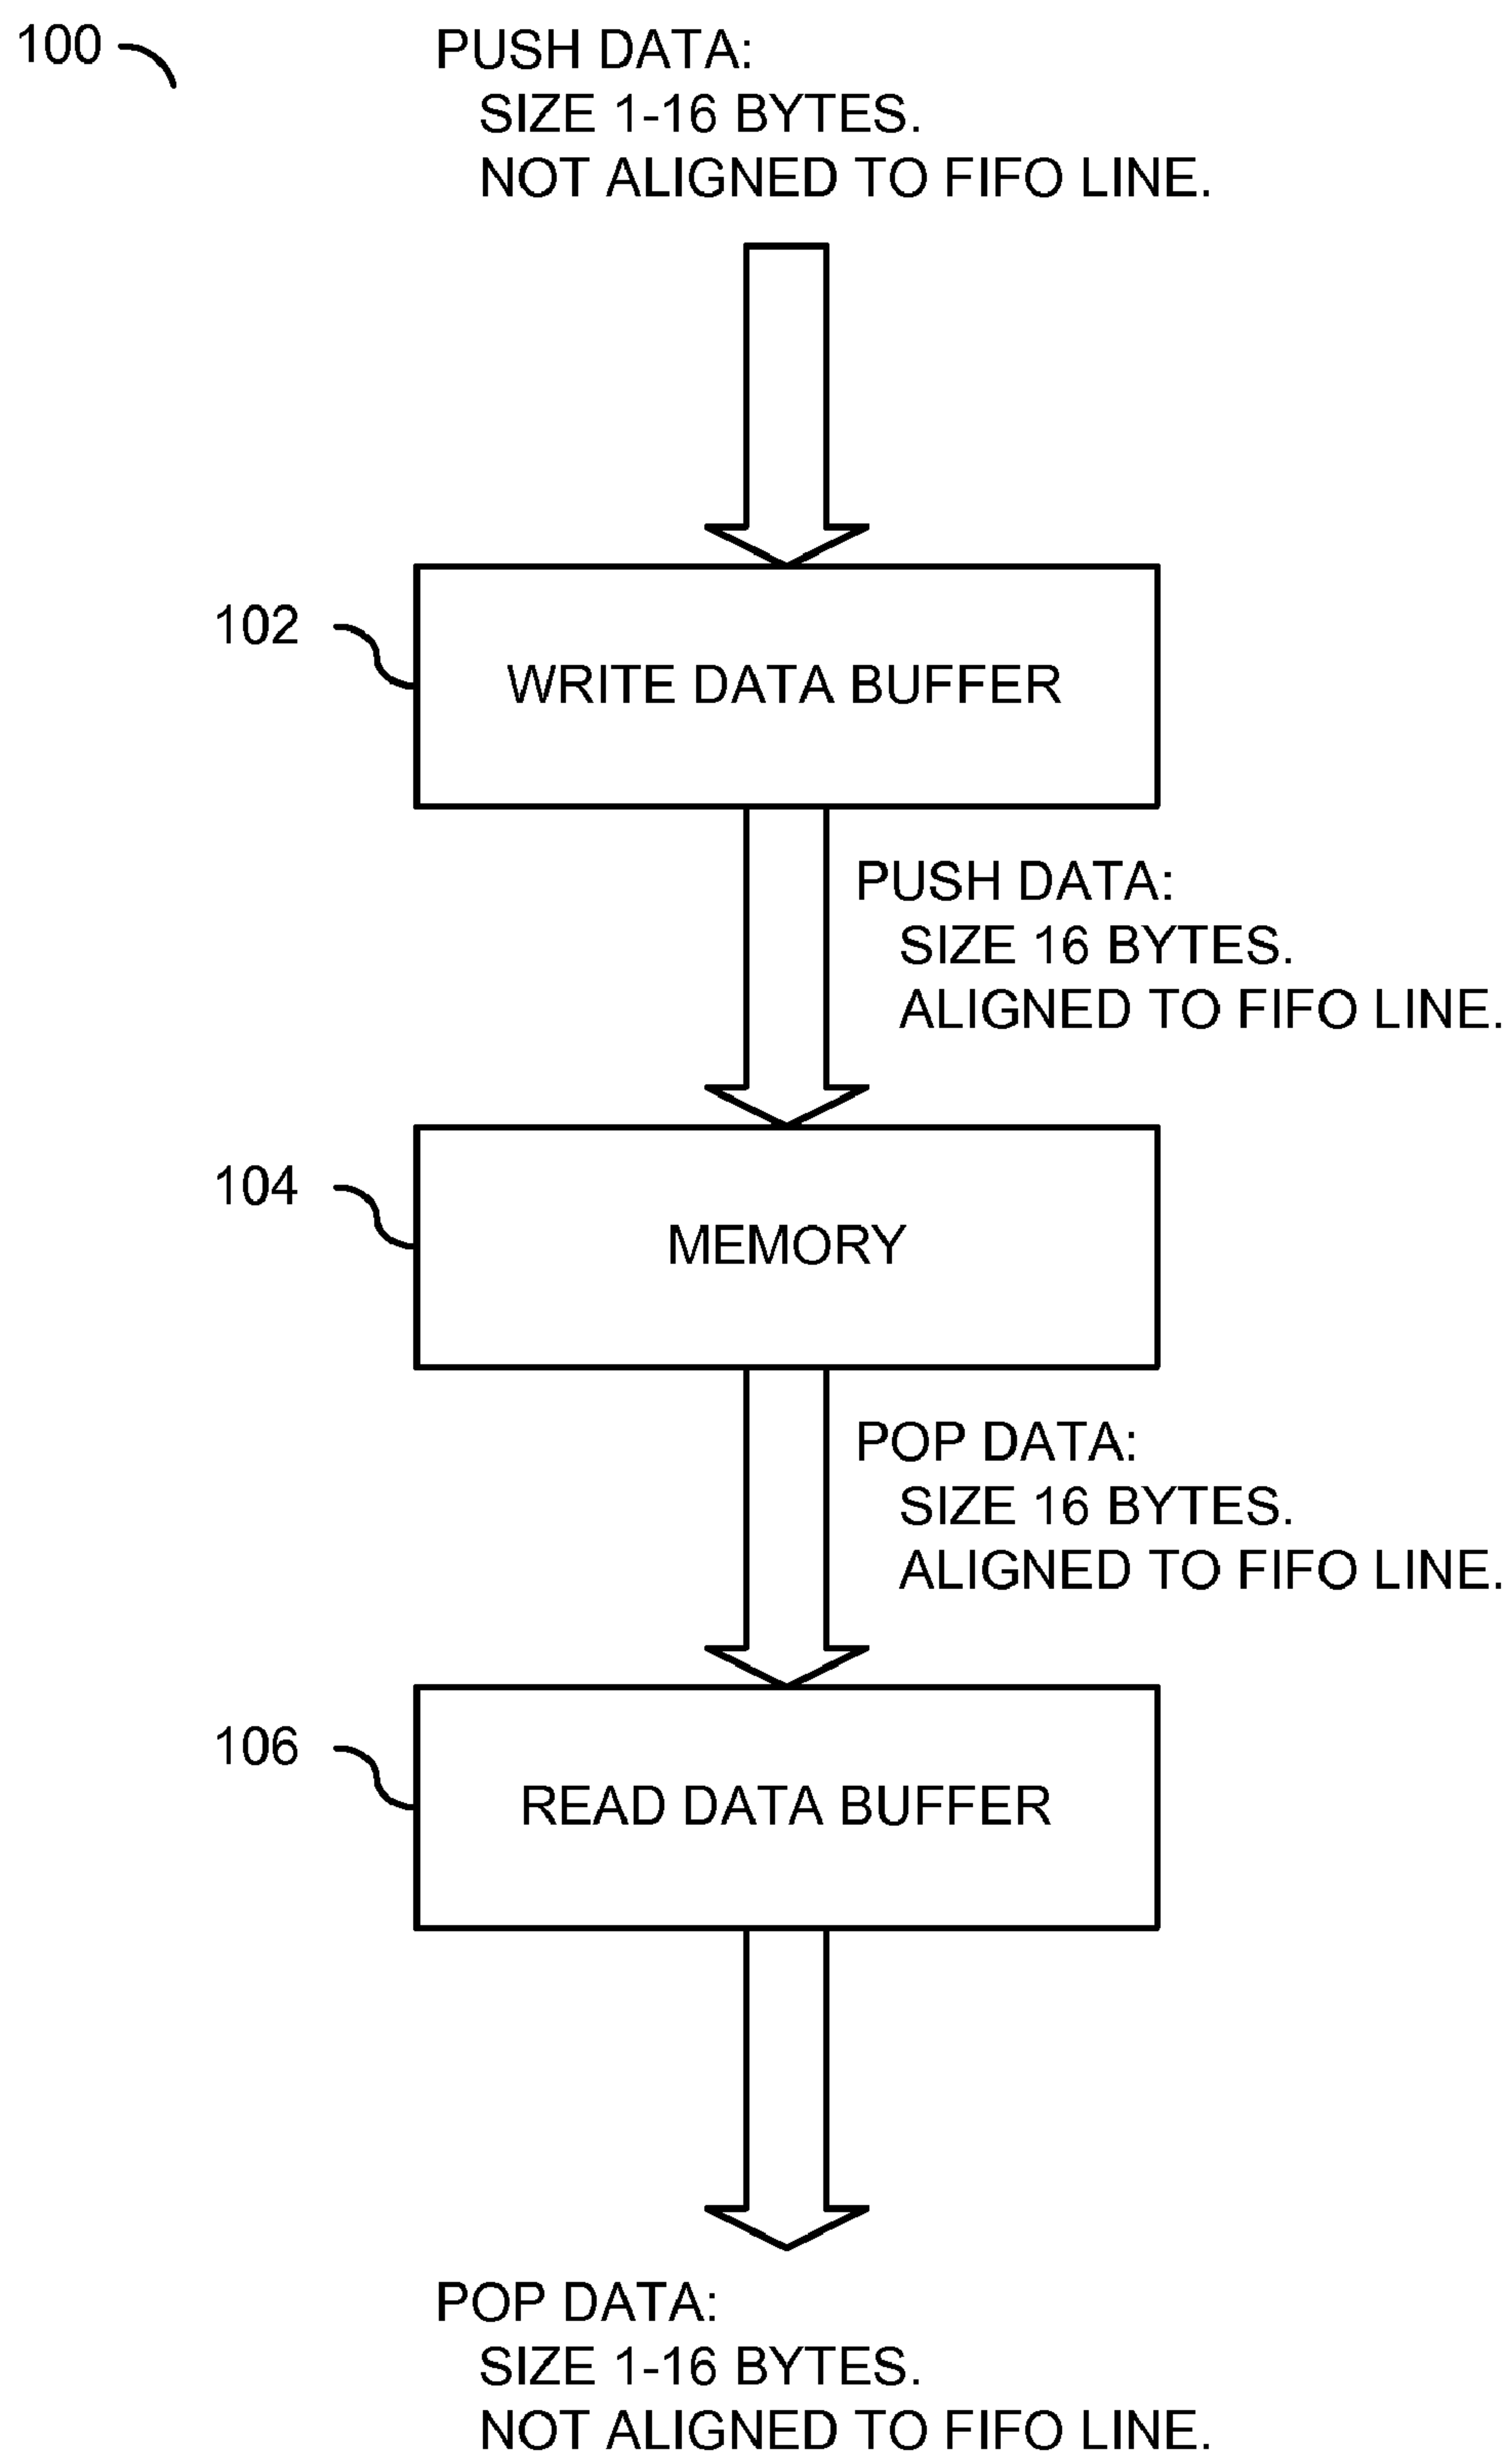 100
PUSH DATA:
SIZE 1-16 BYTES.
NOT ALIGNED TO FIFO LINE.
102
WRITE DATA BUFFER
PUSH DATA:
SIZE 16 BYTES.
ALIGNED TO FIFO LINE.
104
MEMORY
POP DATA:
SIZE 16 BYTES.
ALIGNED TO FIFO LINE.
106
READ DATA BUFFER
POP DATA:
SIZE 1-16 BYTES.
NOT ALIGNED TO FIFO LINE.